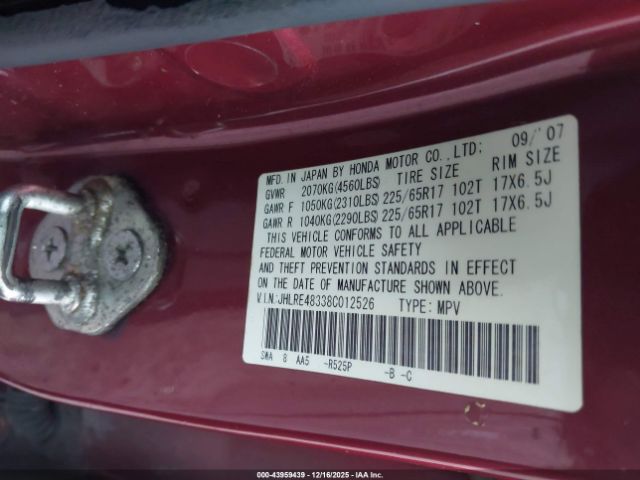 MFD. IN JAPAN BY HONDA MOTOR CO., LTD: 09/'07
GVWR 2070KG(4560LBS) TIRE SIZE RIM SIZE
GAWR F 1050KG(2310LBS) 225/65R17 102T 17X6.5J
GAWR R 1040KG(2290LBS) 225/65R17 102T 17X6.5J
THIS VEHICLE CONFORMS TO ALL APPLICABLE
FEDERAL MOTOR VEHICLE SAFETY
AND THEFT PREVENTION STANDARDS IN EFFECT
ON THE DATE OF MANUFACTURE SHOWN ABOVE.
V.I.N:JHLRE48338C012526 TYPE: MPV
SWA 8 AA5 -R525P -B -C
000-43959439 - 12/16/2025 - IAA Inc.